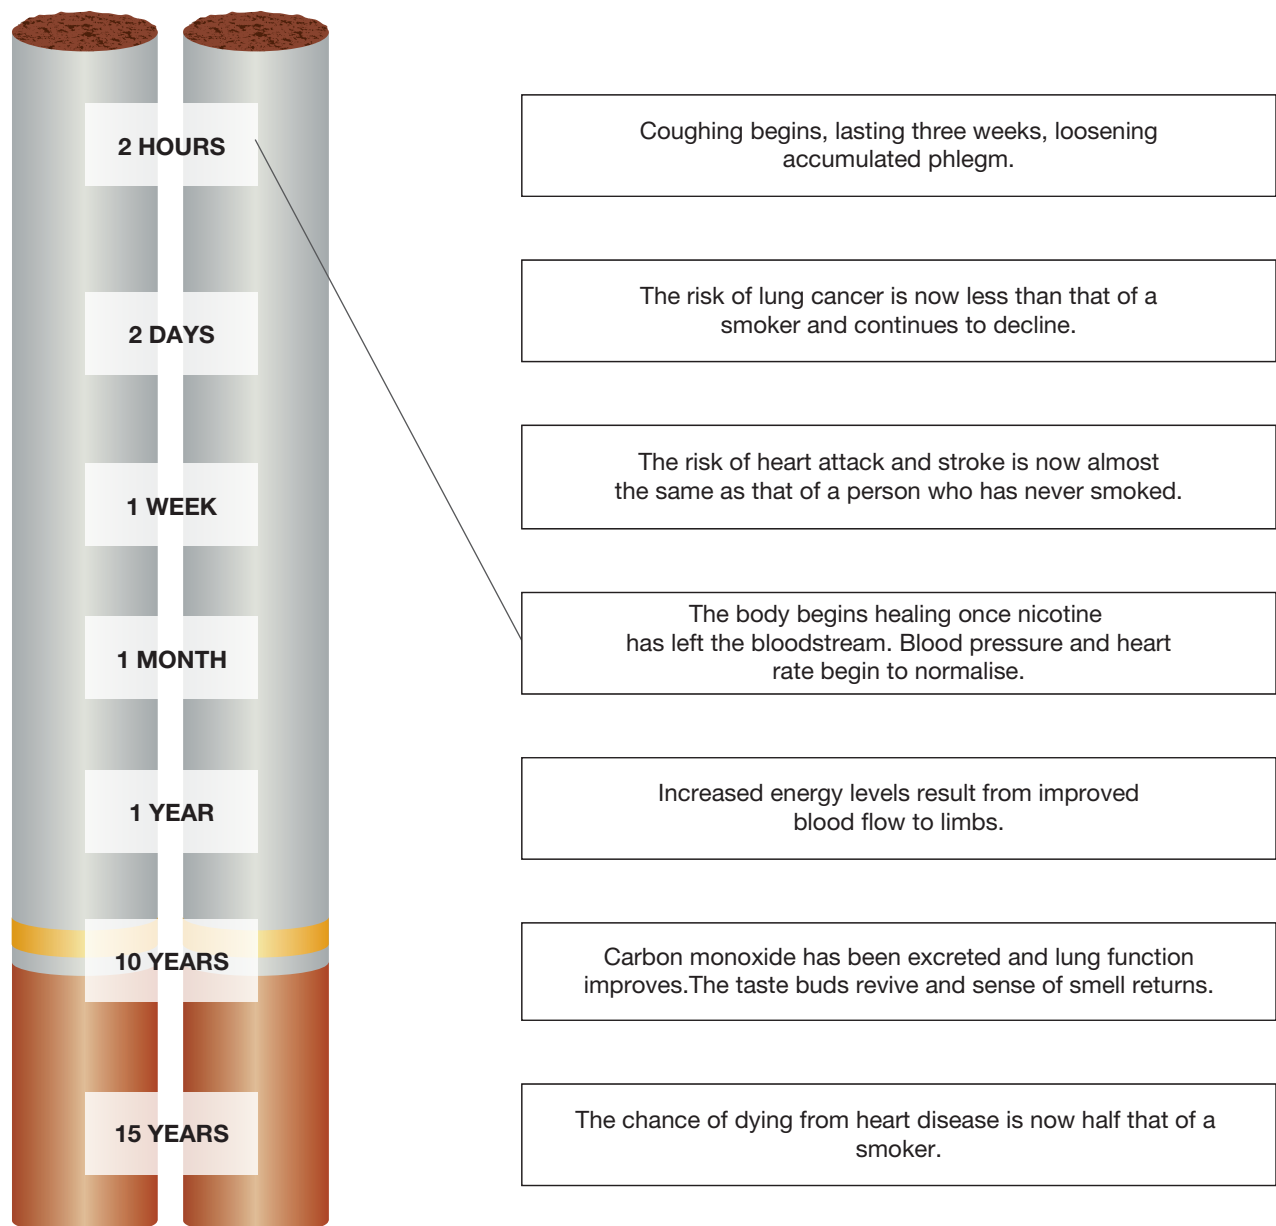 2 HOURS
2 DAYS
1 WEEK
1 MONTH
1 YEAR
10 YEARS
15 YEARS
Coughing begins, lasting three weeks, loosening
accumulated phlegm.
The risk of lung cancer is now less than that of a
smoker and continues to decline.
The risk of heart attack and stroke is now almost
the same as that of a person who has never smoked.
The body begins healing once nicotine
has left the bloodstream. Blood pressure and heart
rate begin to normalise.
Increased energy levels result from improved
blood flow to limbs.
Carbon monoxide has been excreted and lung function
improves.The taste buds revive and sense of smell returns.
The chance of dying from heart disease is now half that of a
smoker.